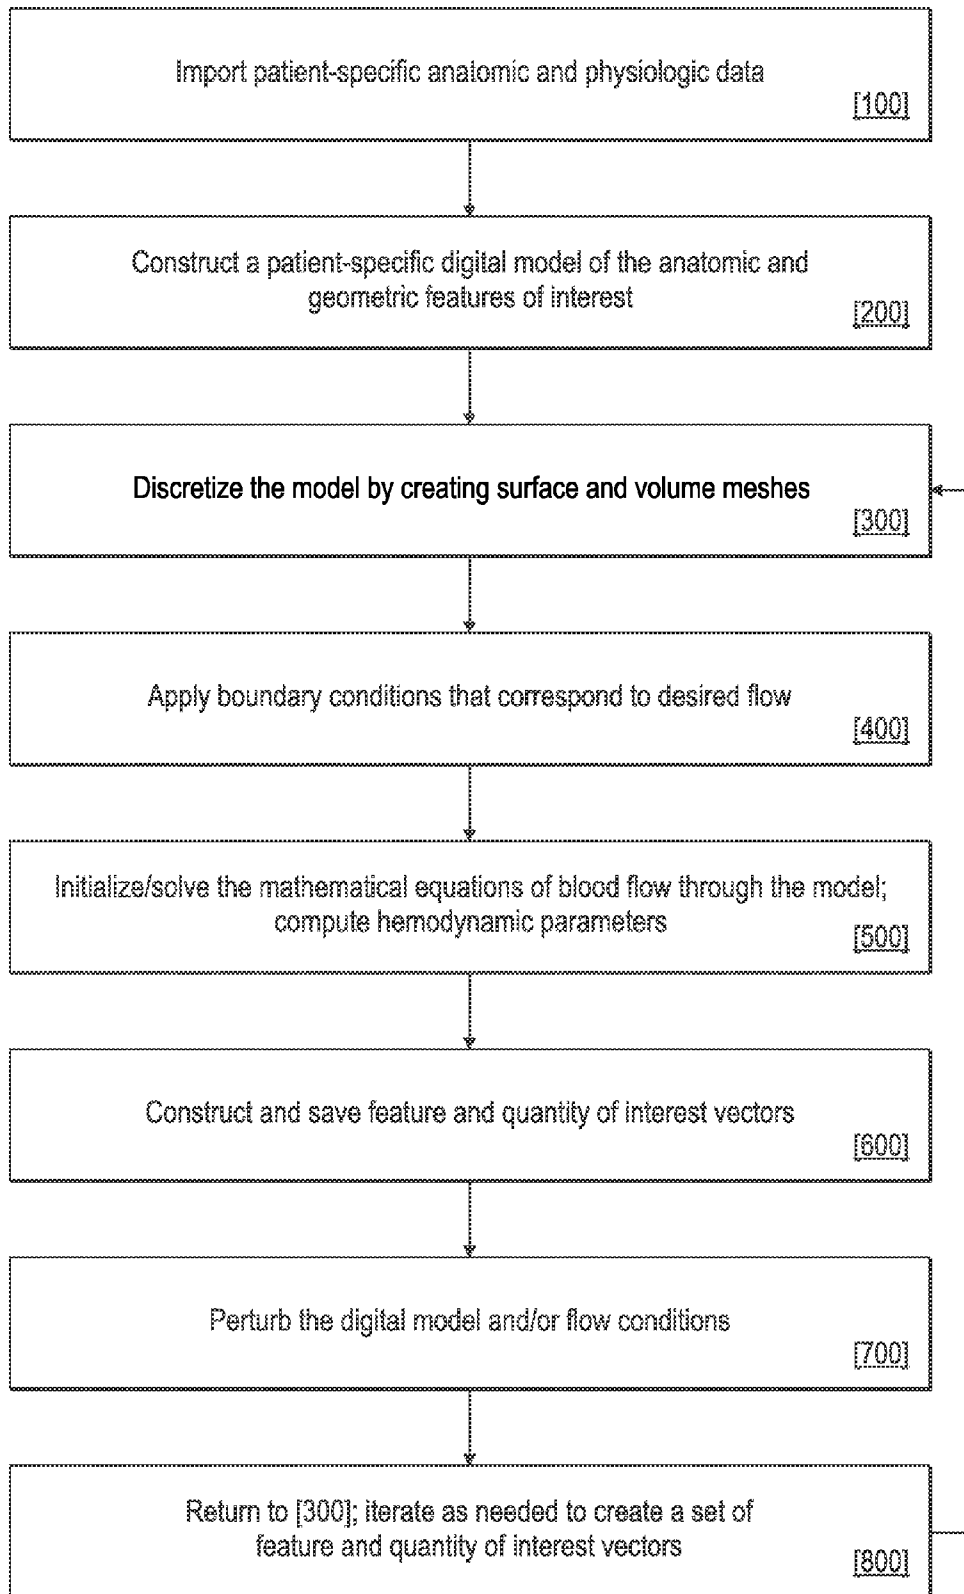 Import patient-specific anatomic and physiologic data
[100]
Construct a patient-specific digital model of the anatomic and
geometric features of interest
[200]
Discretize the model by creating surface and volume meshes
[300]
Apply boundary conditions that correspond to desired flow
[400]
Initialize/solve the mathematical equations of blood flow through the model;
compute hemodynamic parameters
[500]
Construct and save feature and quantity of interest vectors
[600]
Perturb the digital model and/or flow conditions
[700]
Return to [300]; iterate as needed to create a set of
feature and quantity of interest vectors
[800]